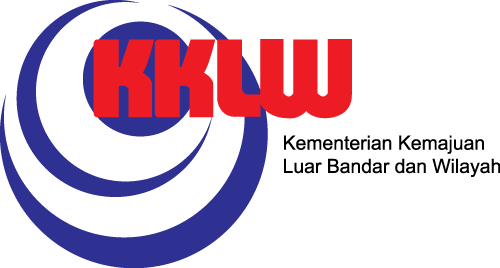 KKLW
Kementerian Kemajuan
Luar Bandar dan Wilayah